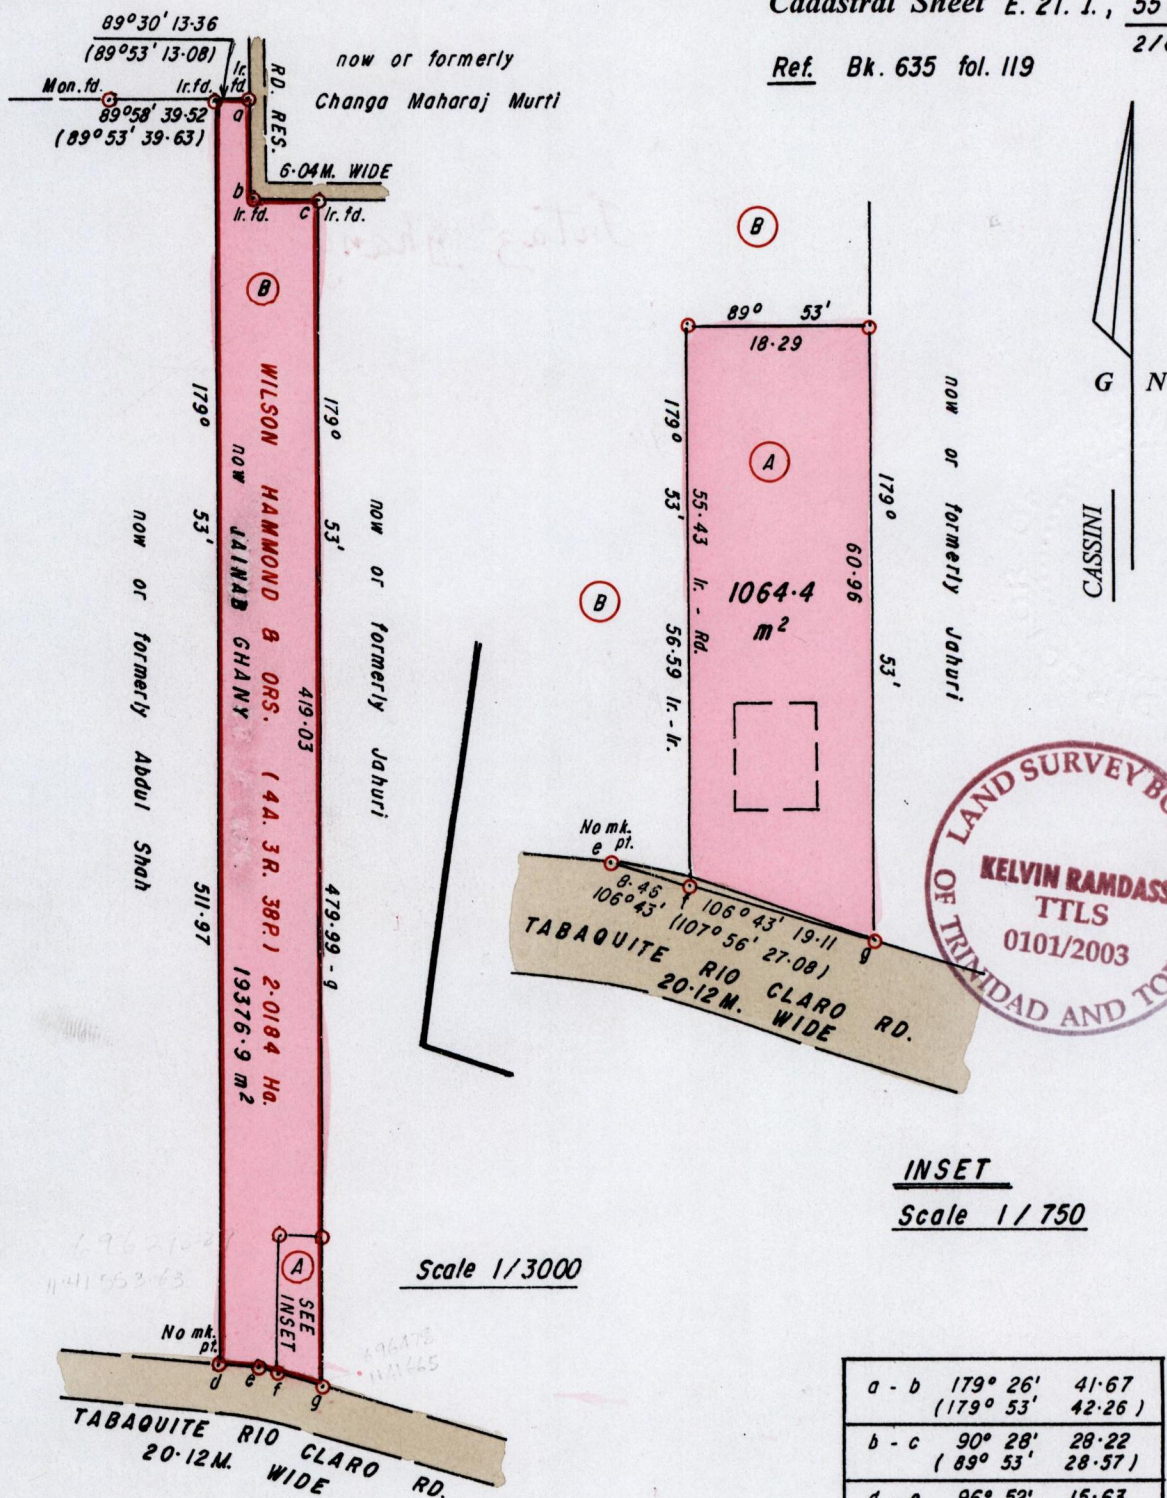 Cadastral Sheet E. 21. I., 55
2/
Ref. Bk. 635 fol. 119
89°30' 13·36
(89°53' 13·08)
Mon. fd.
Ir. fd.
Ir. fd
a
89°58' 39·52
(89°53' 39·63)
RD. RES.
now or formerly
Changa Maharaj Murti
6·04M. WIDE
b
Ir. fd.
c
Ir. fd.
B
179° 53'
511·97
now or formerly Abdul Shah
WILSON HAMMOND & ORS. (4A. 3R. 38P.) 2·0184 Ha.
now JAINAB GHANY 19376·9 m²
179° 53'
419·03
479·99 - g
now or formerly Jahuri
A
SEE INSET
No mk. pt.
d
e
f
g
TABAQUITE RIO CLARO RD.
20·12M. WIDE
Scale 1/3000
B
89° 53'
18·29
A
B
179° 53'
55·43 Ir. - Rd.
56·59 Ir. - Ir.
1064·4
m²
179° 53'
60·96
now or formerly Jahuri
No mk. pt.
e
8·46
106°43'
f
106°43' 19·11
(107°56' 27·08)
g
TABAQUITE RIO CLARO RD.
20·12M. WIDE
G N
CASSINI
LAND SURVEY BO
KELVIN RAMDASS
TTLS
0101/2003
OF TRINIDAD AND TO
INSET
Scale 1/750
a - b 179° 26' 41·67
(179° 53' 42·26)
b - c 90° 28' 28·22
(89° 53' 28·57)
d - e 96° 52' 15·63